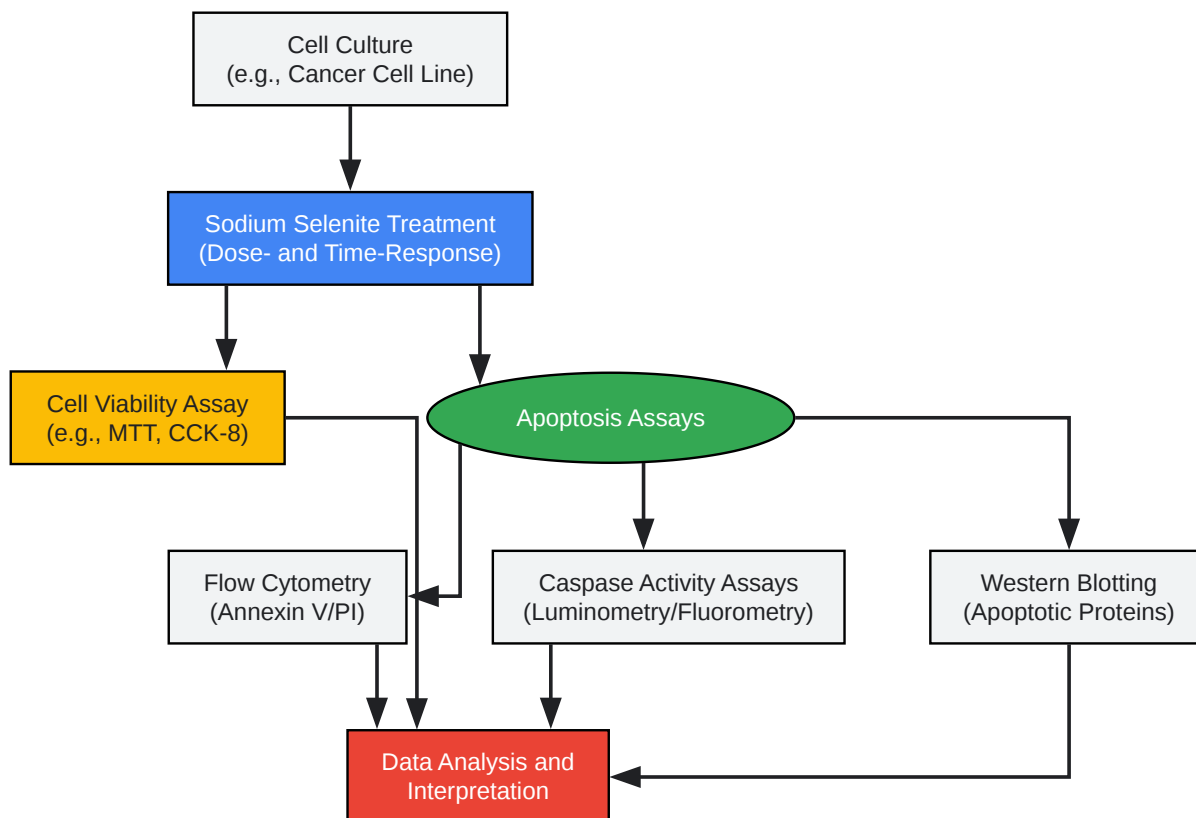 Cell Culture
(e.g., Cancer Cell Line)
Sodium Selenite Treatment
(Dose- and Time-Response)
Cell Viability Assay
(e.g., MTT, CCK-8)
Apoptosis Assays
Flow Cytometry
(Annexin V/PI)
Caspase Activity Assays
(Luminometry/Fluorometry)
Western Blotting
(Apoptotic Proteins)
Data Analysis and
Interpretation